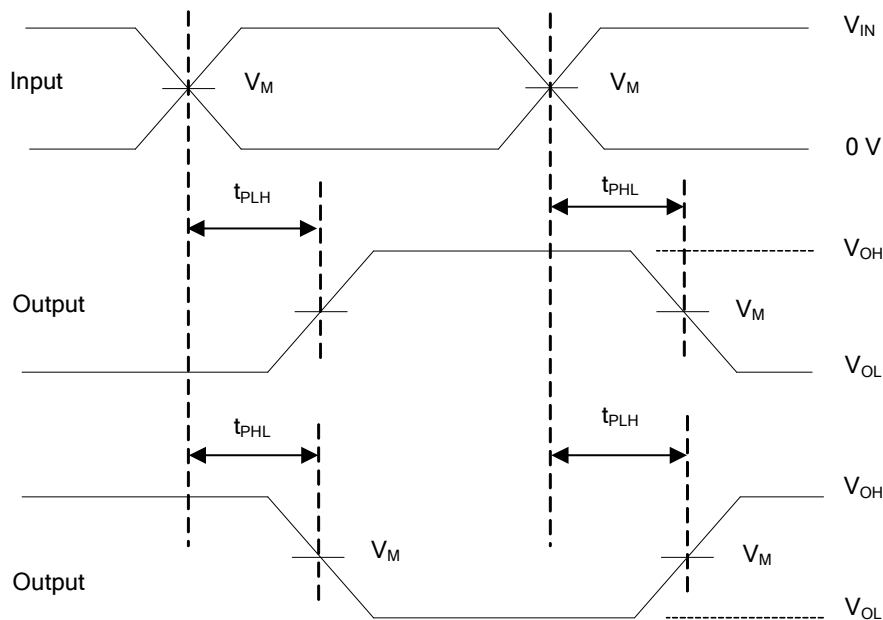 V_IN
Input
V_M
V_M
0 V
t_PLH
t_PHL
V_OH
Output
V_M
V_OL
t_PHL
t_PLH
V_OH
V_M
V_M
Output
V_OL